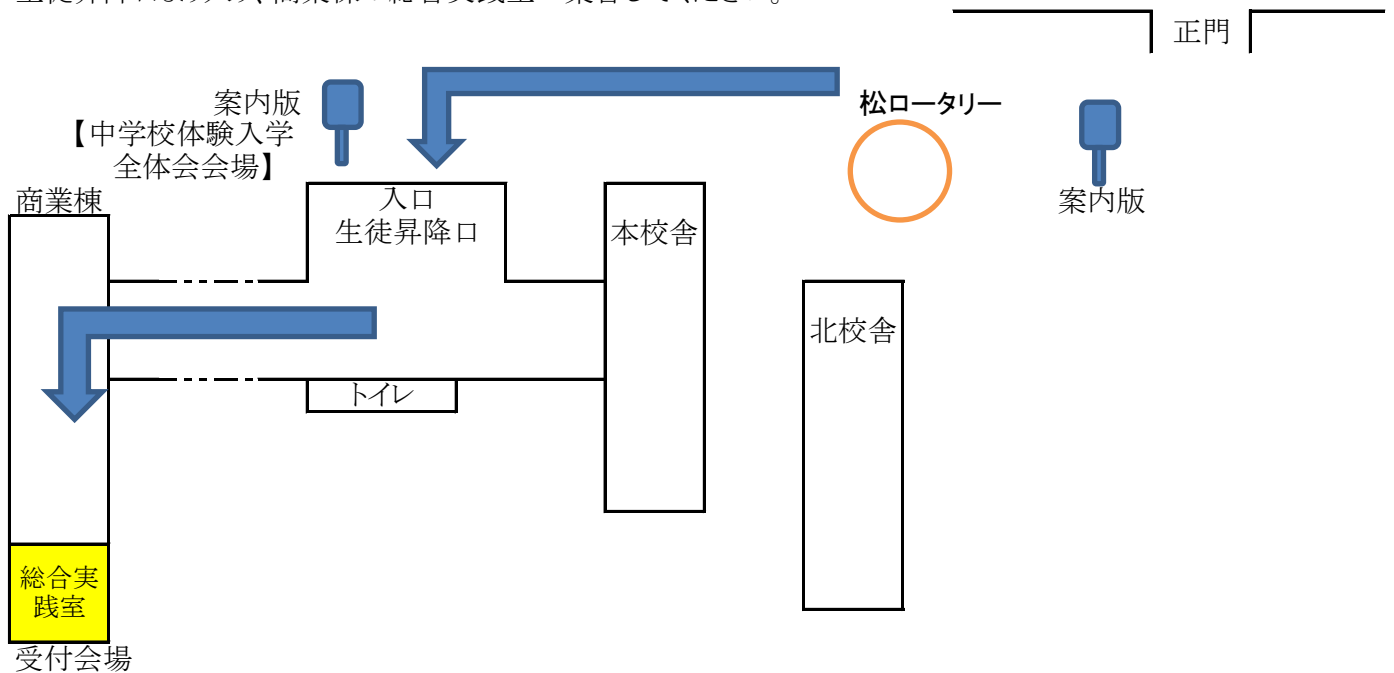 正門
案内版
【中学校体験入学
全体会会場】
松ロータリー
案内版
商業棟
入口
生徒昇降口
本校舎
北校舎
トイレ
総合実
践室
受付会場